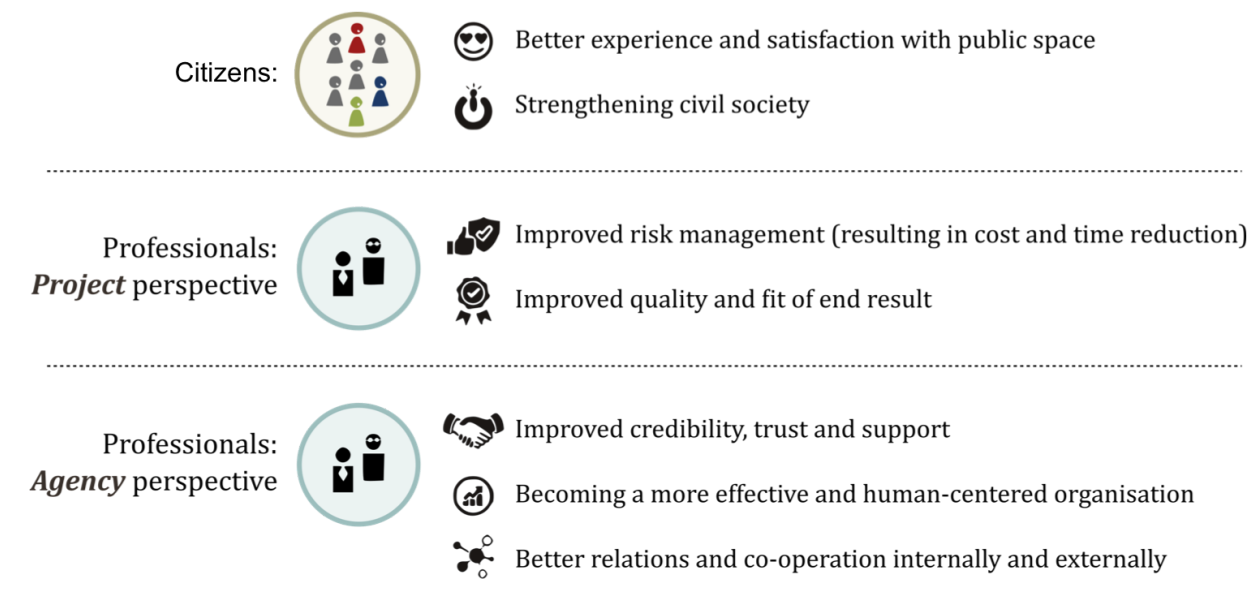 Citizens:
Better experience and satisfaction with public space
Strengthening civil society
Professionals:
Project perspective
Improved risk management (resulting in cost and time reduction)
Improved quality and fit of end result
Professionals:
Agency perspective
Improved credibility, trust and support
Becoming a more effective and human-centered organisation
Better relations and co-operation internally and externally